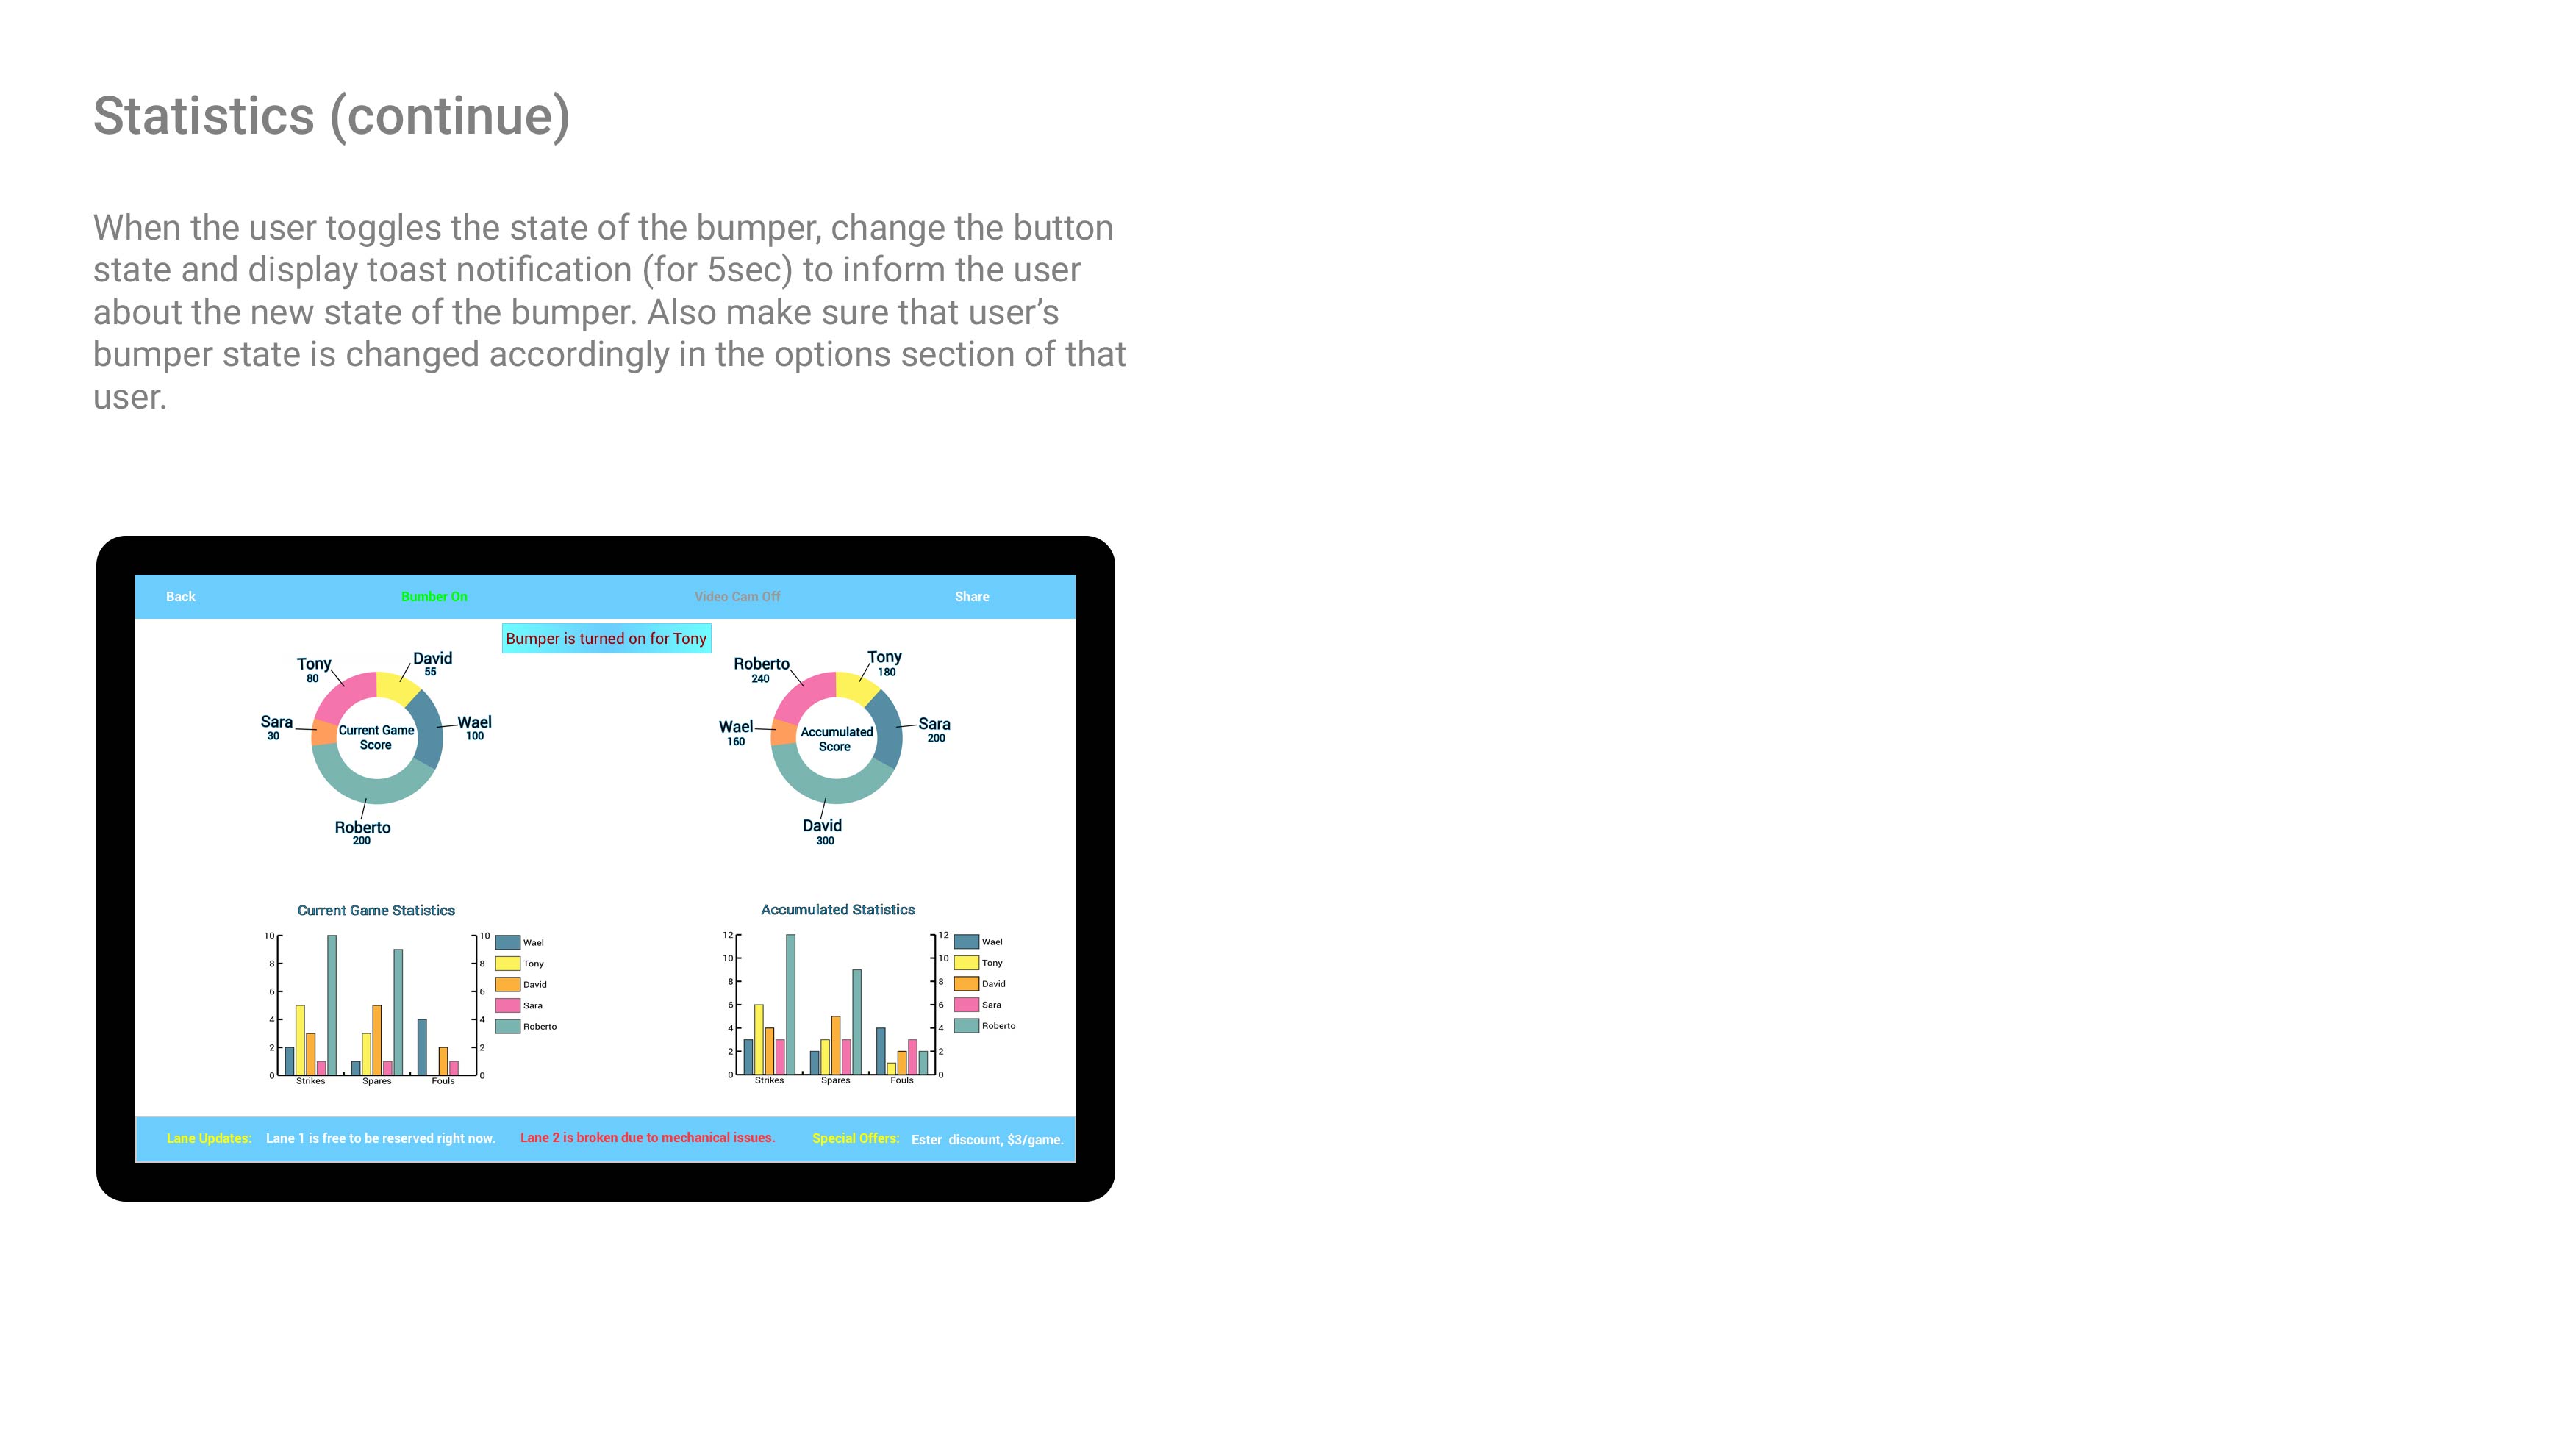 Statistics (continue)
When the user toggles the state of the bumper, change the button
state and display toast notification (for 5sec) to inform the user
about the new state of the bumper. Also make sure that user’s
bumper state is changed accordingly in the options section of that
user.
Back
Bumber On
Video Cam Off
Share
Bumper is turned on for Tony
Tony
80
David
55
Sara
30
Wael
100
Current Game
Score
Roberto
200
Roberto
240
Tony
180
Wael
160
Sara
200
Accumulated
Score
David
300
Current Game Statistics
10
8
6
4
2
0
Strikes
Spares
Fouls
10
8
6
4
2
0
Wael
Tony
David
Sara
Roberto
Accumulated Statistics
12
10
8
6
4
2
0
Strikes
Spares
Fouls
12
10
8
6
4
2
0
Wael
Tony
David
Sara
Roberto
Lane Updates: Lane 1 is free to be reserved right now. Lane 2 is broken due to mechanical issues. Special Offers: Ester discount, $3/game.